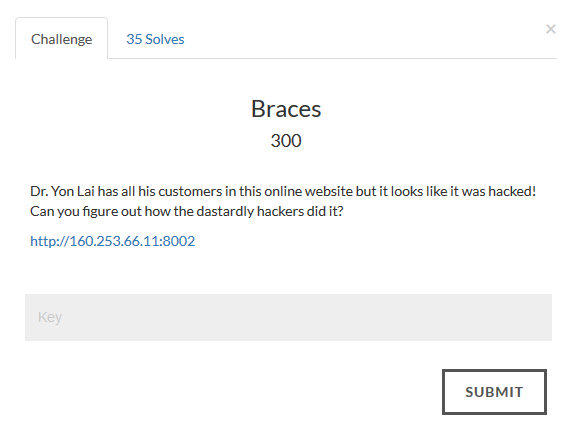 Challenge
35 Solves
×
Braces
300
Dr. Yon Lai has all his customers in this online website but it looks like it was hacked!
Can you figure out how the dastardly hackers did it?
http://160.253.66.11:8002
Key
SUBMIT